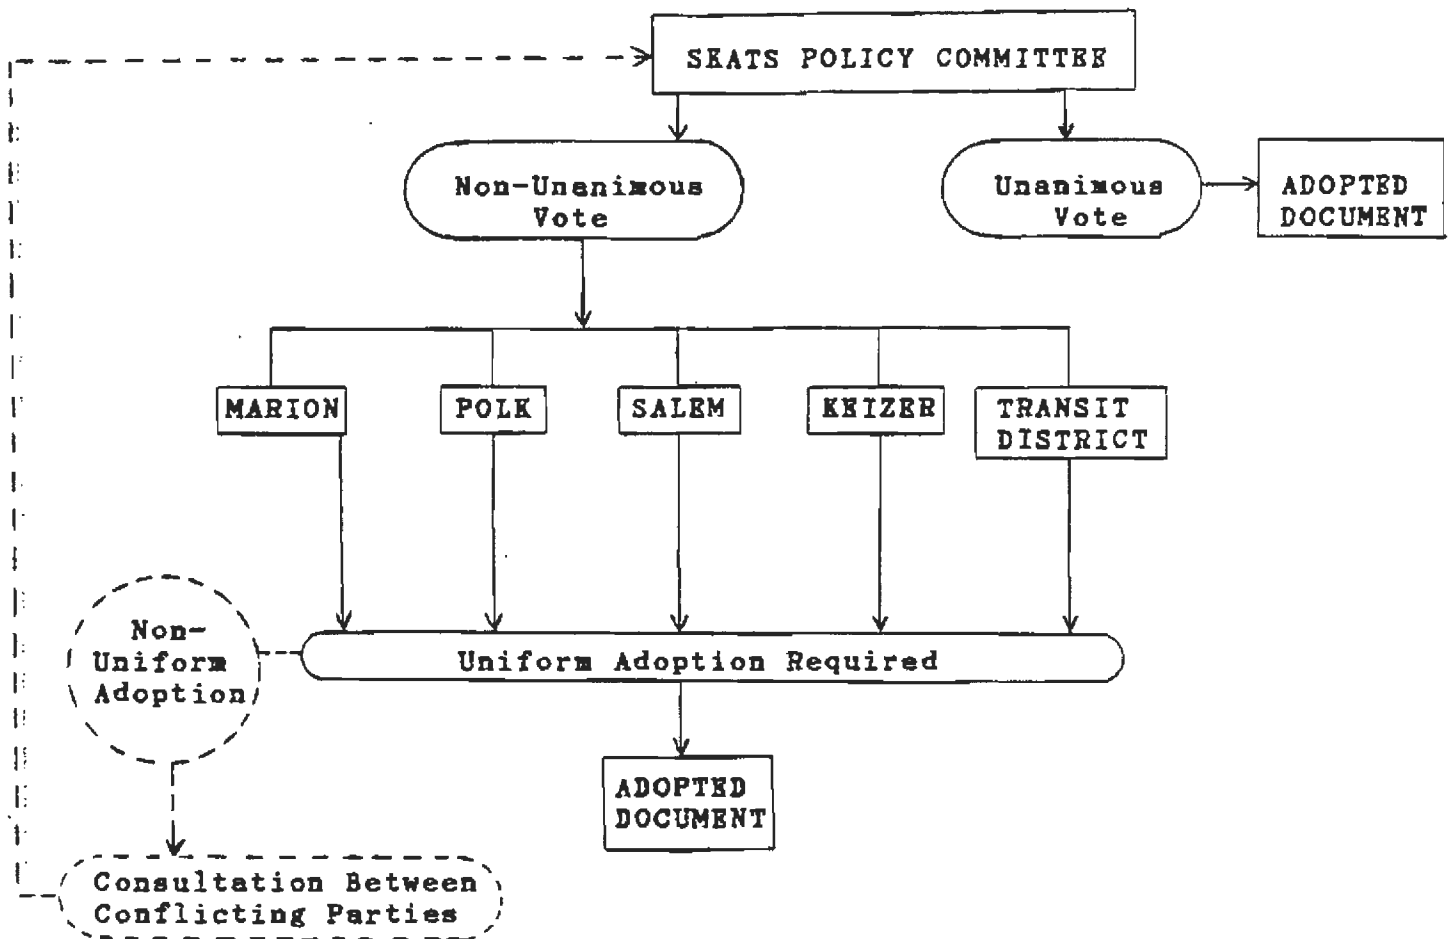 SKATS POLICY COMMITTEE
Non-Unanimous
Vote
Unanimous
Vote
ADOPTED
DOCUMENT
MARION
POLK
SALEM
KEIZER
TRANSIT
DISTRICT
Non-
Uniform
Adoption
Uniform Adoption Required
ADOPTED
DOCUMENT
Consultation Between
Conflicting Parties